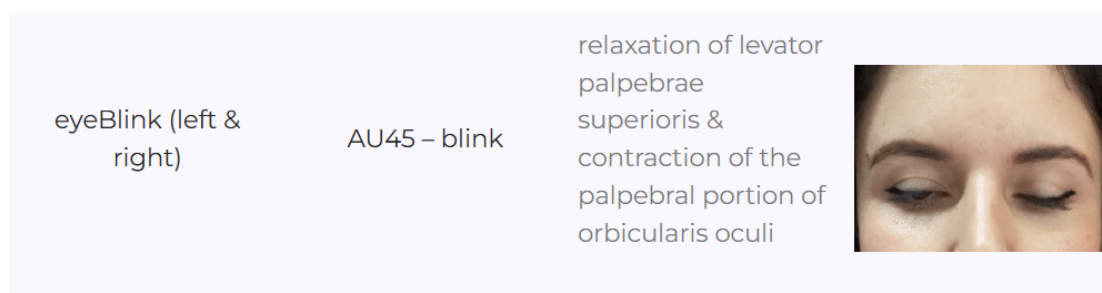 eyeBlink (left &
right)
AU45 – blink
relaxation of levator
palpebrae
superioris &
contraction of the
palpebral portion of
orbicularis oculi